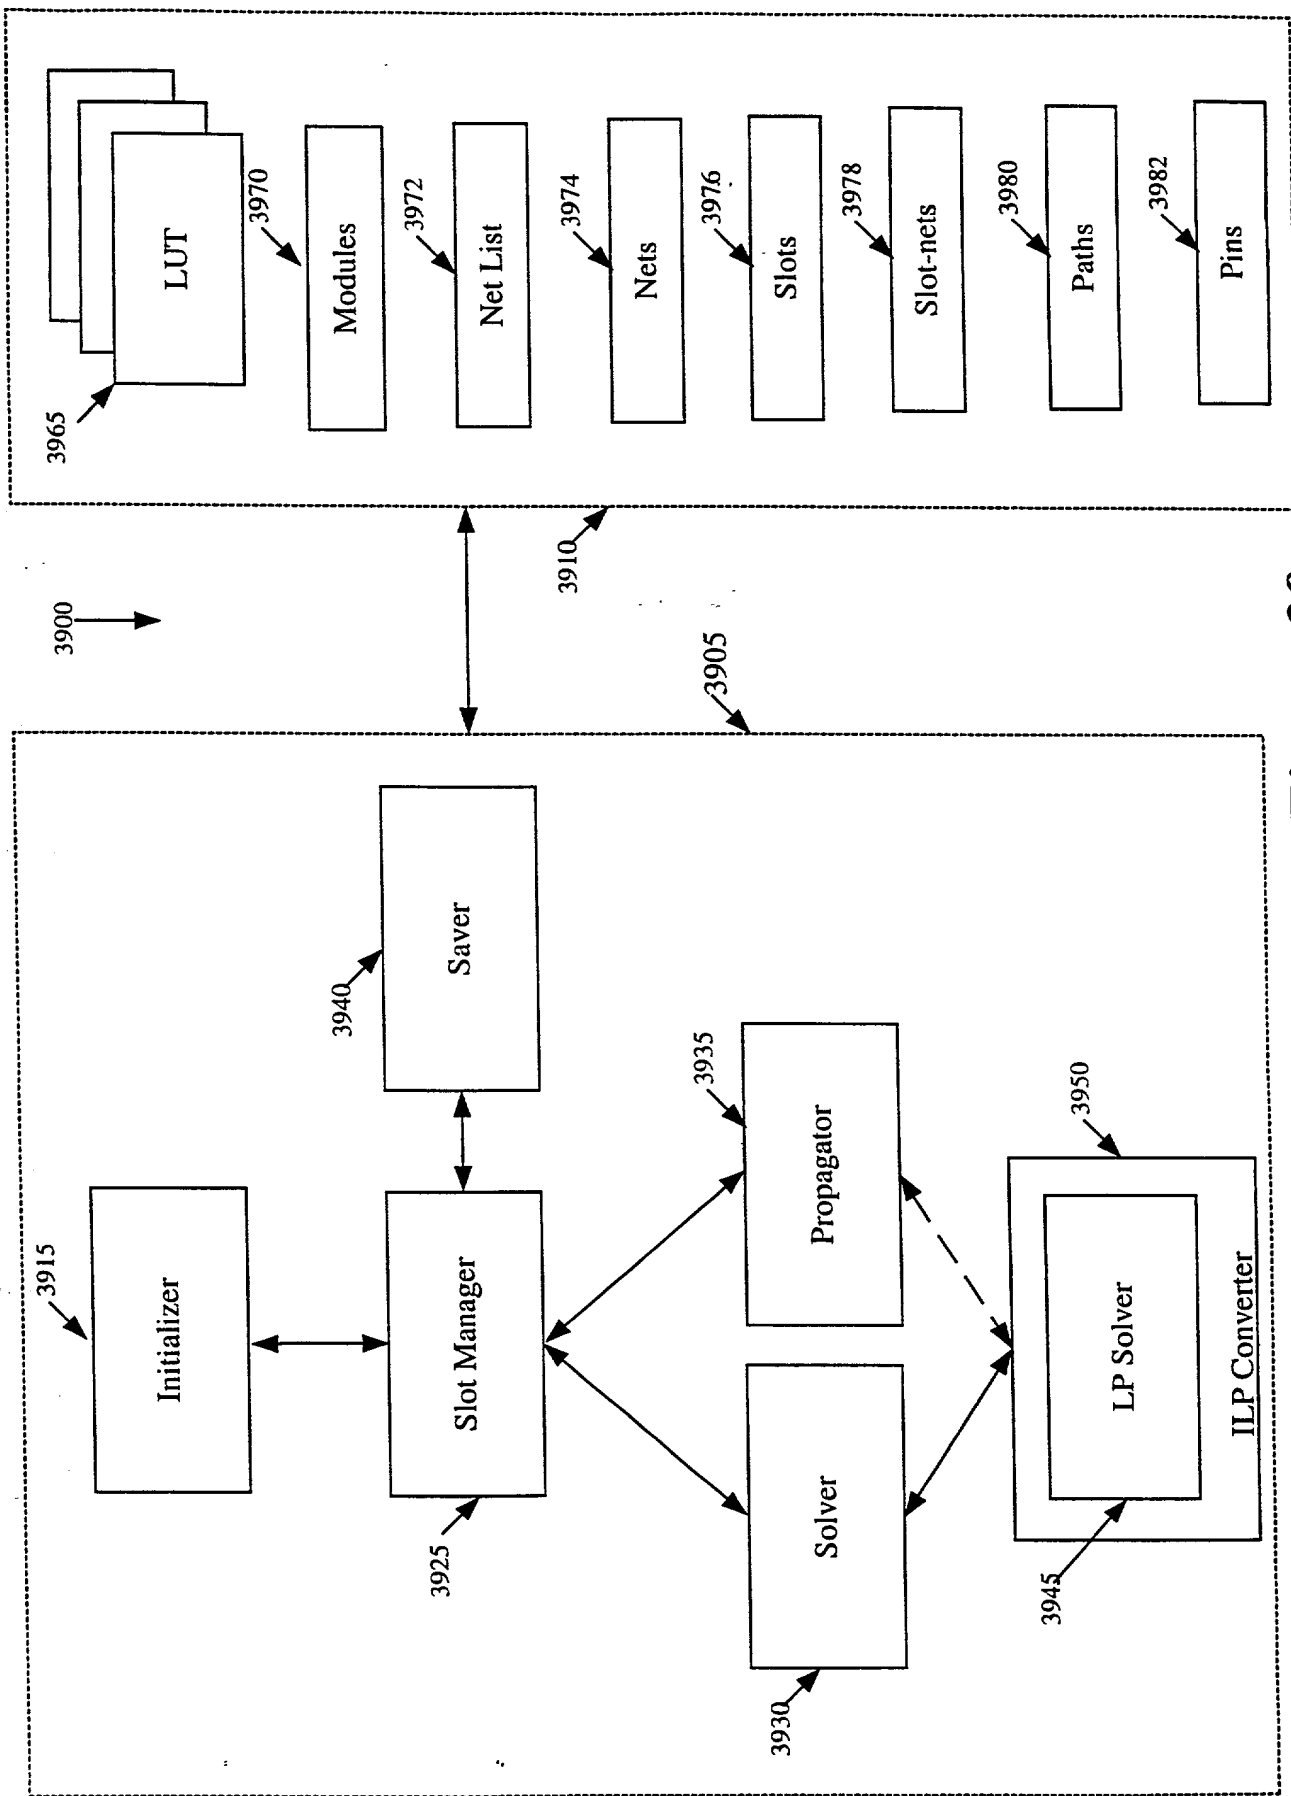 3900
3905
3915
Initializer
3925
Slot Manager
3940
Saver
3930
Solver
3935
Propagator
3945
LP Solver
3950
ILP Converter
3910
3965
LUT
3970
Modules
3972
Net List
3974
Nets
3976
Slots
3978
Slot-nets
3980
Paths
3982
Pins